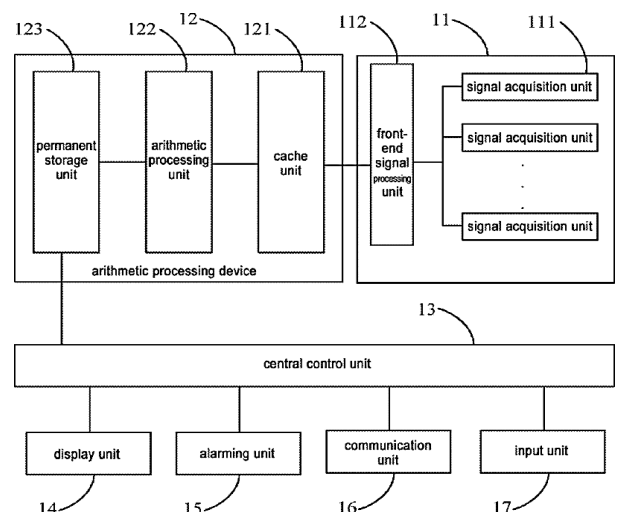 123
122
12
121
112
11
111
permanent
storage
unit
arithmetic
processing
unit
cache
unit
front-
end
signal
processing
unit
signal acquisition unit
signal acquisition unit
.
.
.
signal acquisition unit
arithmetic processing device
13
central control unit
display unit
alarming unit
communication
unit
input unit
14
15
16
17